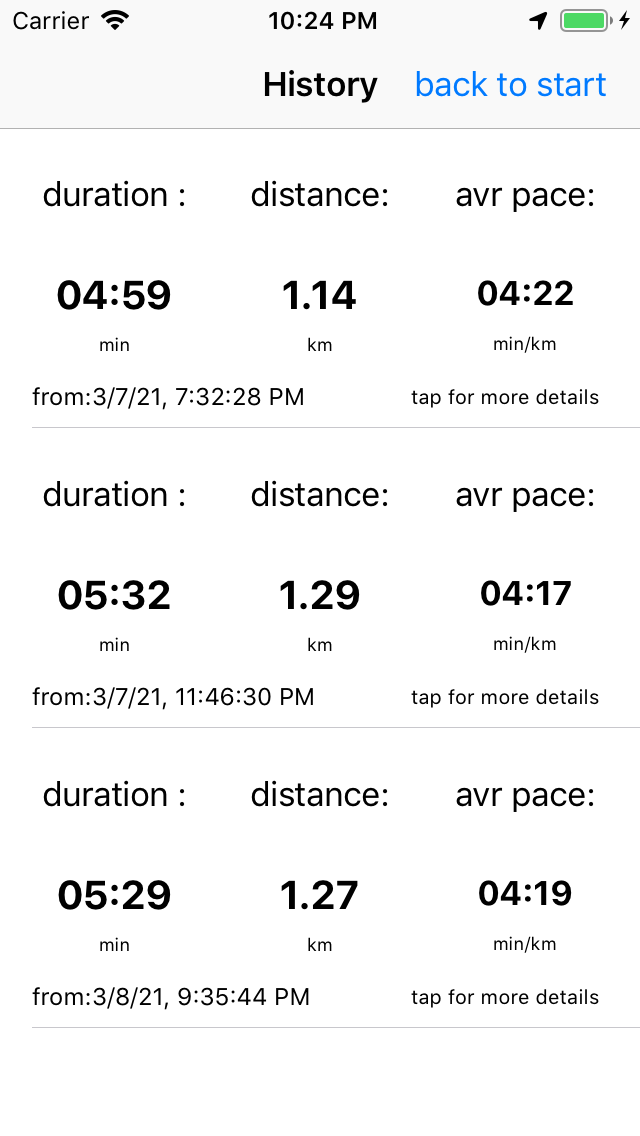 Carrier 10:24 PM
History back to start
duration : distance: avr pace:
04:59 1.14 04:22
min km min/km
from:3/7/21, 7:32:28 PM tap for more details
duration : distance: avr pace:
05:32 1.29 04:17
min km min/km
from:3/7/21, 11:46:30 PM tap for more details
duration : distance: avr pace:
05:29 1.27 04:19
min km min/km
from:3/8/21, 9:35:44 PM tap for more details